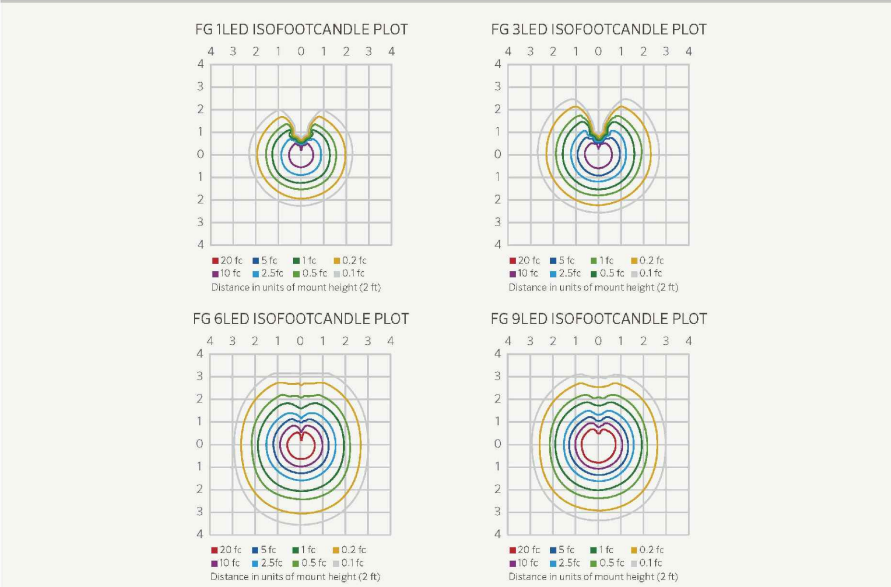 FG 1LED ISOFOOTCANDLE PLOT
4 3 2 1 0 1 2 3 4
4
3
2
1
0
1
2
3
4
20 fc 5 fc 1 fc 0.2 fc
10 fc 2.5fc 0.5 fc 0.1 fc
Distance in units of mount height (2 ft)
FG 3LED ISOFOOTCANDLE PLOT
4 3 2 1 0 1 2 3 4
4
3
2
1
0
1
2
3
4
20 fc 5 fc 1 fc 0.2 fc
10 fc 2.5fc 0.5 fc 0.1 fc
Distance in units of mount height (2 ft)
FG 6LED ISOFOOTCANDLE PLOT
4 3 2 1 0 1 2 3 4
4
3
2
1
0
1
2
3
4
20 fc 5 fc 1 fc 0.2 fc
10 fc 2.5fc 0.5 fc 0.1 fc
Distance in units of mount height (2 ft)
FG 9LED ISOFOOTCANDLE PLOT
4 3 2 1 0 1 2 3 4
4
3
2
1
0
1
2
3
4
20 fc 5 fc 1 fc 0.2 fc
10 fc 2.5fc 0.5 fc 0.1 fc
Distance in units of mount height (2 ft)